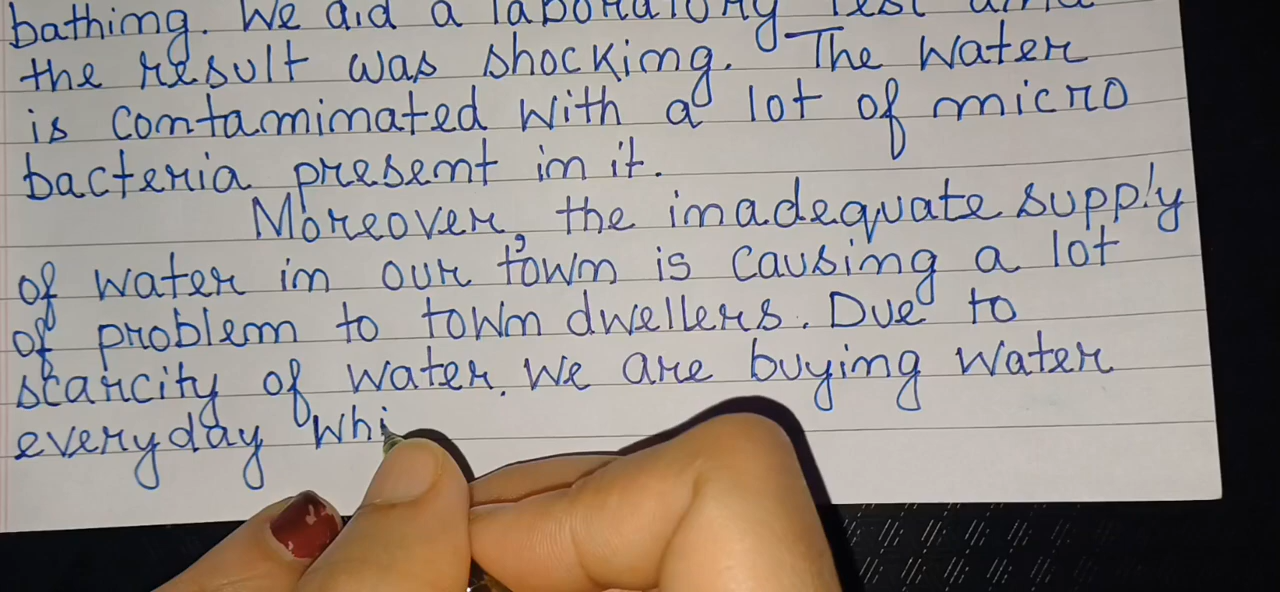 bathing. We did a laboratory test and
the result was shocking. The water
is contaminated with a lot of micro
bacteria present in it.
Moreover, the inadequate supply
of water in our town is causing a lot
of problem to town dwellers. Due to
scarcity of water. We are buying water
everyday whi